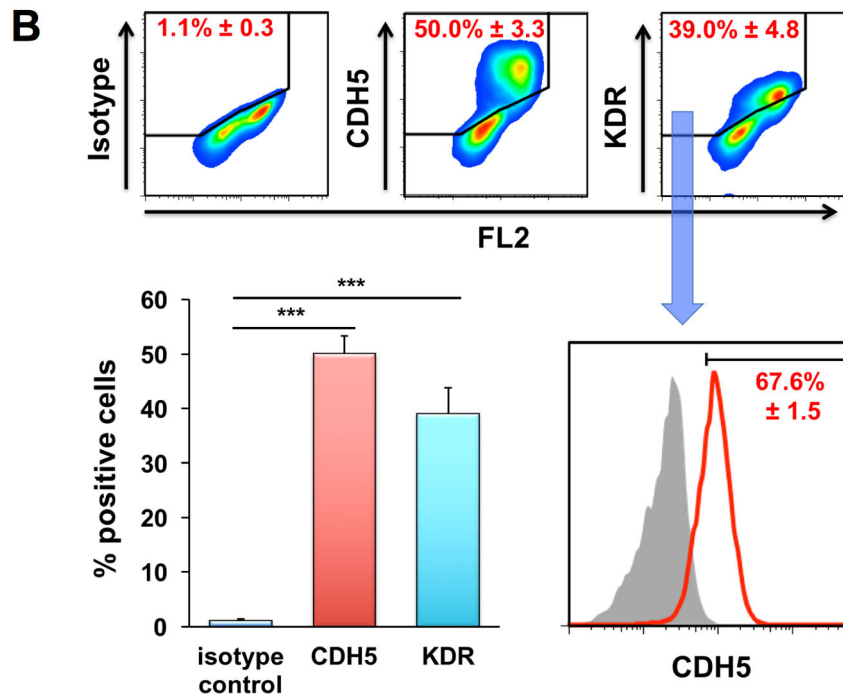 B
1.1% ± 0.3
50.0% ± 3.3
39.0% ± 4.8
Isotype
CDH5
KDR
FL2
% positive cells
60
50
40
30
20
10
0
***
***
isotype
control
CDH5
KDR
67.6%
± 1.5
CDH5